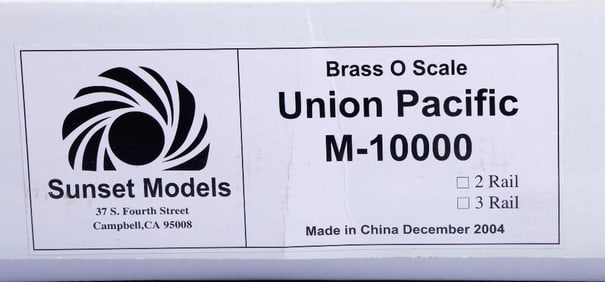 Sunset Models
37 S. Fourth Street
Campbell,CA 95008
Brass O Scale
Union Pacific
M-10000
☐ 2 Rail
☐ 3 Rail
Made in China December 2004